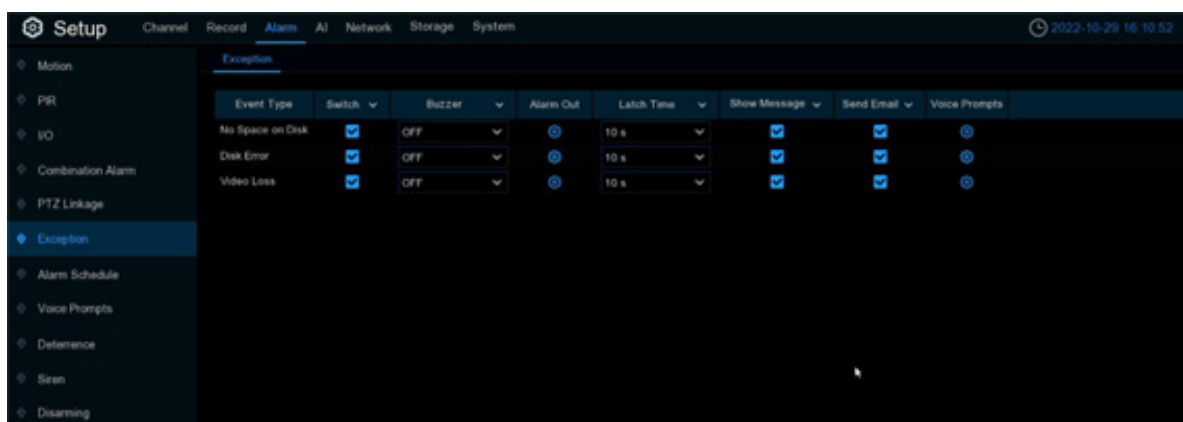 Setup Channel Record Alarm AI Network Storage System 2022-10-29 16:10:52
Motion
PIR
I/O
Combination Alarm
PTZ Linkage
Exception
Alarm Schedule
Voice Prompts
Deterrence
Siren
Disarming
Exception
Event Type Switch Buzzer Alarm Out Latch Time Show Message Send Email Voice Prompts
No Space on Disk OFF 10 s
Disk Error OFF 10 s
Video Loss OFF 10 s